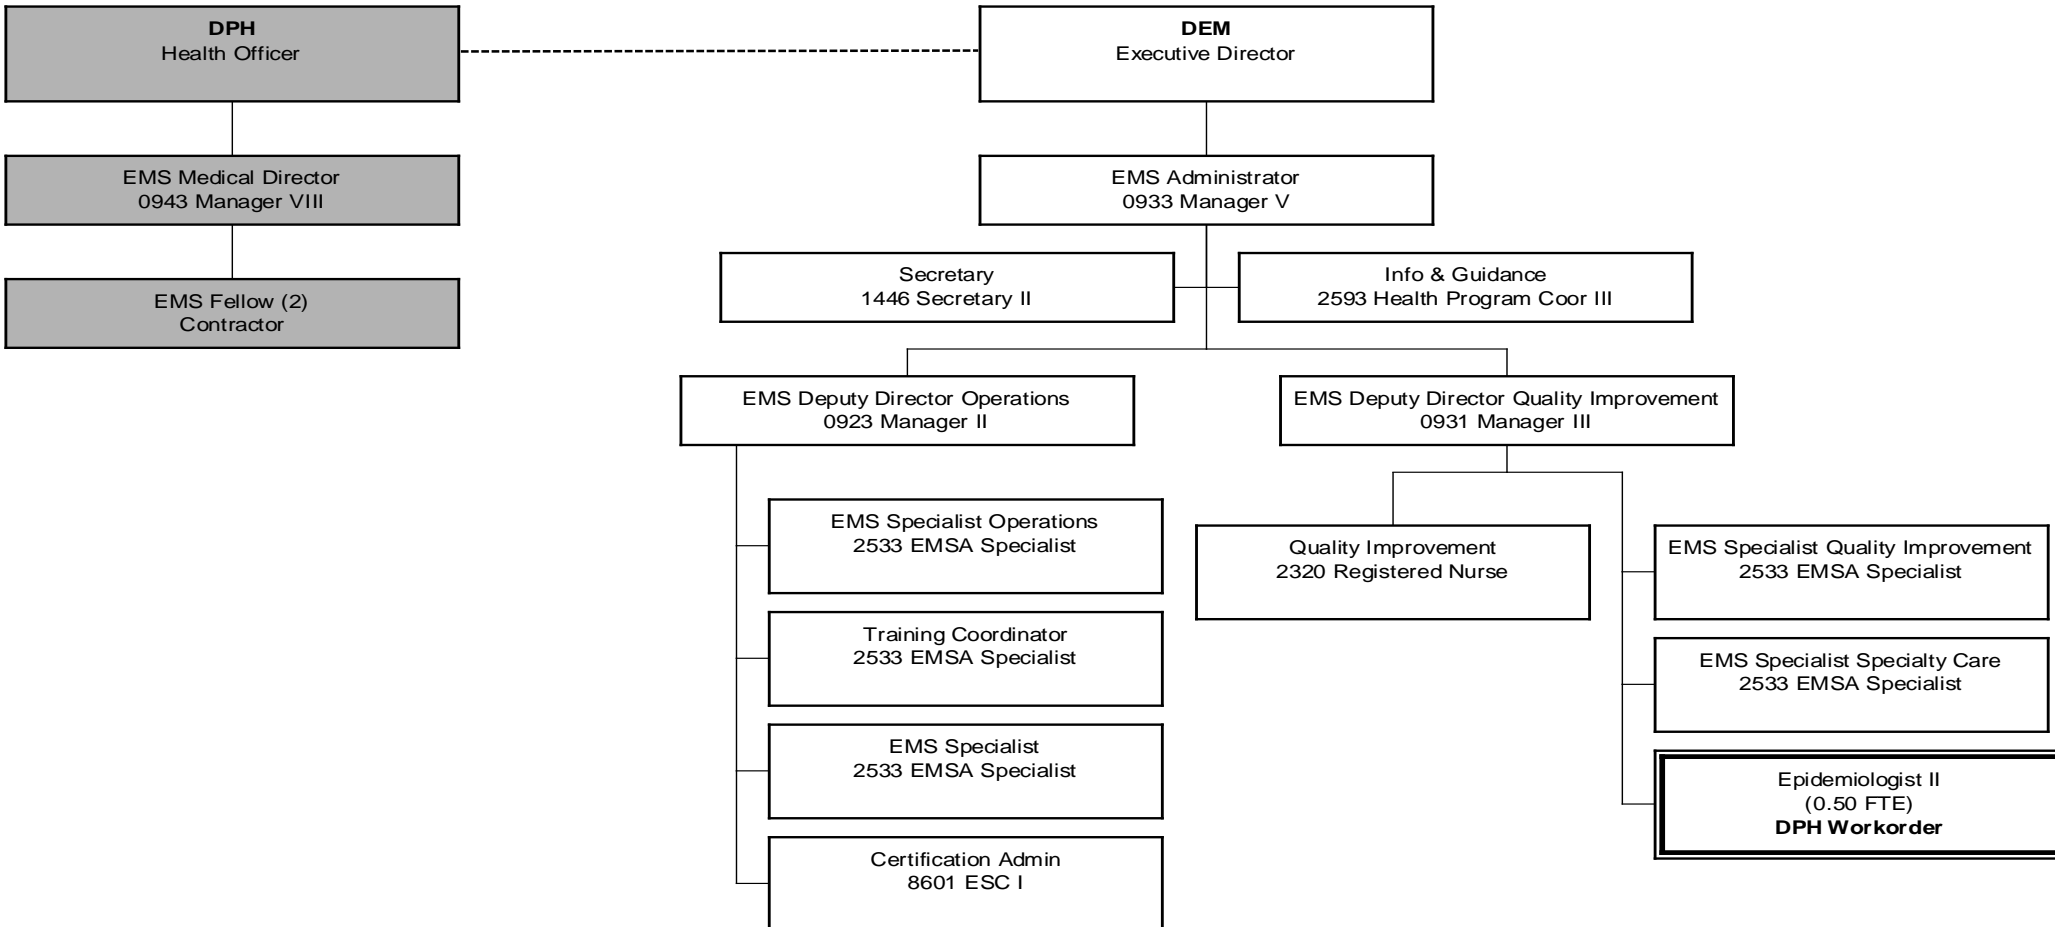 DPH
Health Officer
DEM
Executive Director
EMS Medical Director
0943 Manager VIII
EMS Administrator
0933 Manager V
EMS Fellow (2)
Contractor
Secretary
1446 Secretary II
Info & Guidance
2593 Health Program Coor III
EMS Deputy Director Operations
0923 Manager II
EMS Deputy Director Quality Improvement
0931 Manager III
EMS Specialist Operations
2533 EMSA Specialist
Training Coordinator
2533 EMSA Specialist
EMS Specialist
2533 EMSA Specialist
Certification Admin
8601 ESC I
Quality Improvement
2320 Registered Nurse
EMS Specialist Quality Improvement
2533 EMSA Specialist
EMS Specialist Specialty Care
2533 EMSA Specialist
Epidemiologist II
(0.50 FTE)
DPH Workorder